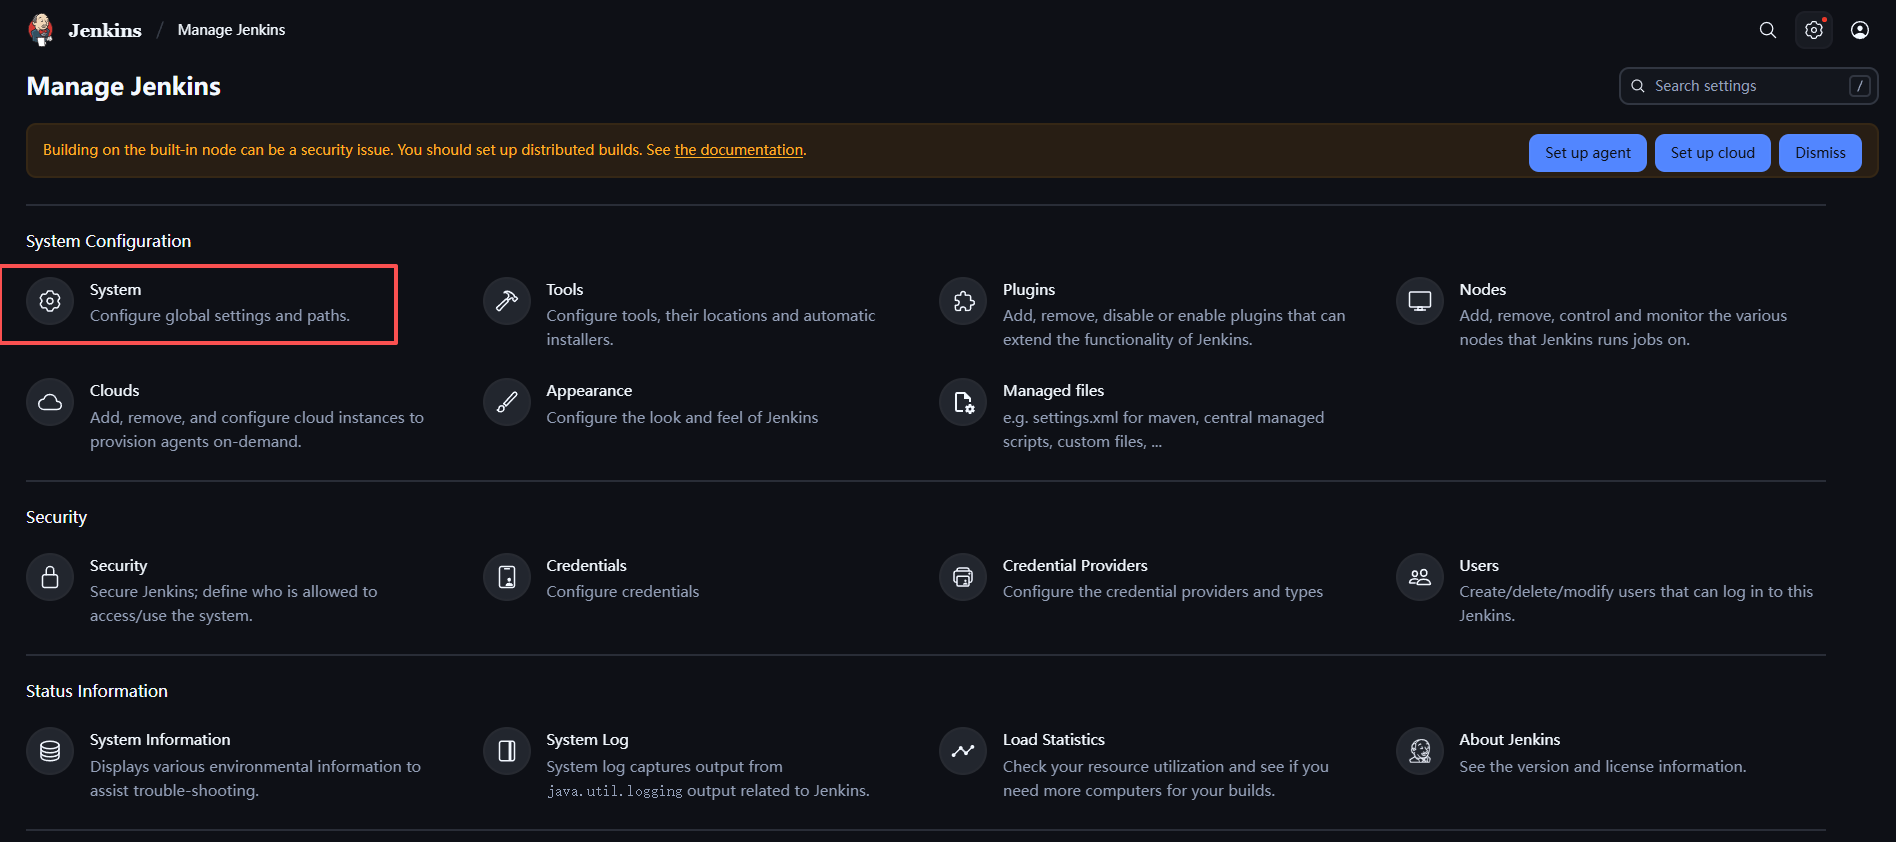 Jenkins / Manage Jenkins
Manage Jenkins
Search settings /
Building on the built-in node can be a security issue. You should set up distributed builds. See the documentation.
Set up agent Set up cloud Dismiss
System Configuration
System
Configure global settings and paths.
Tools
Configure tools, their locations and automatic
installers.
Plugins
Add, remove, disable or enable plugins that can
extend the functionality of Jenkins.
Nodes
Add, remove, control and monitor the various
nodes that Jenkins runs jobs on.
Clouds
Add, remove, and configure cloud instances to
provision agents on-demand.
Appearance
Configure the look and feel of Jenkins
Managed files
e.g. settings.xml for maven, central managed
scripts, custom files, ...
Security
Security
Secure Jenkins; define who is allowed to
access/use the system.
Credentials
Configure credentials
Credential Providers
Configure the credential providers and types
Users
Create/delete/modify users that can log in to this
Jenkins.
Status Information
System Information
Displays various environmental information to
assist trouble-shooting.
System Log
System log captures output from
java.util.logging output related to Jenkins.
Load Statistics
Check your resource utilization and see if you
need more computers for your builds.
About Jenkins
See the version and license information.